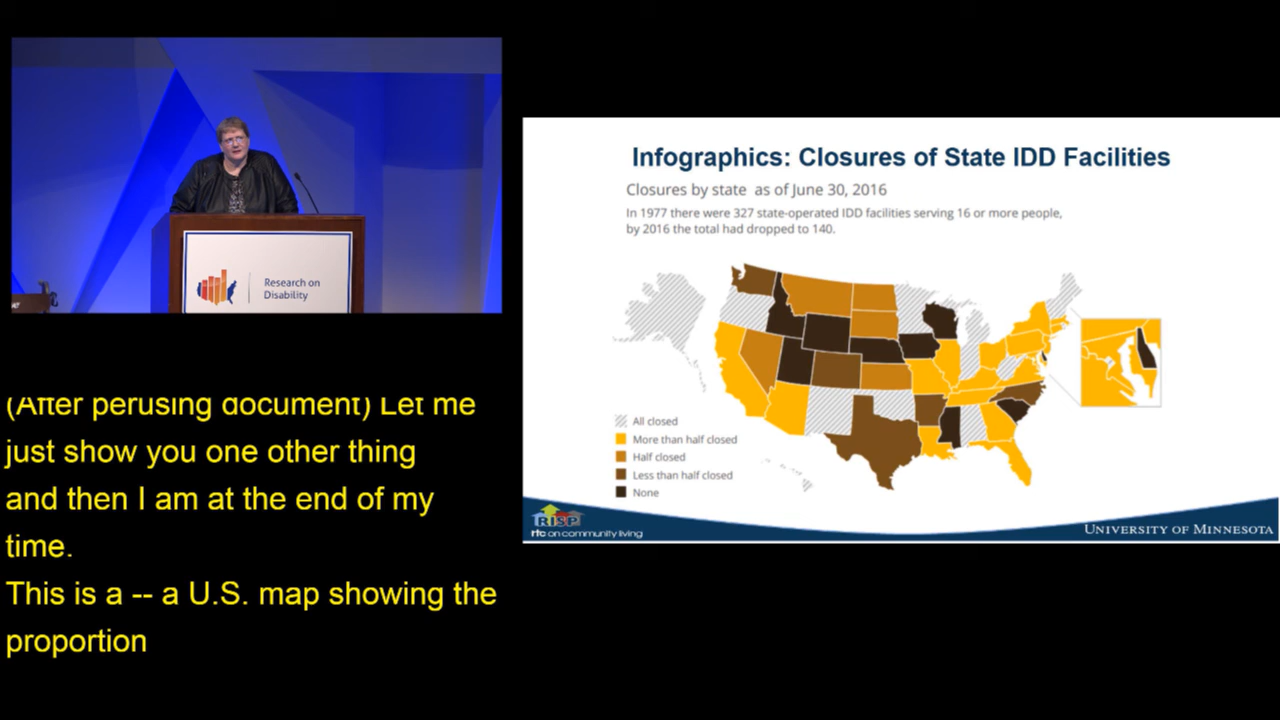 Research on
Disability
(After perusing document) Let me
just show you one other thing
and then I am at the end of my
time.
This is a -- a U.S. map showing the
proportion
Infographics: Closures of State IDD Facilities
Closures by state as of June 30, 2016
In 1977 there were 327 state-operated IDD facilities serving 16 or more people,
by 2016 the total had dropped to 140.
All closed
More than half closed
Half closed
Less than half closed
None
RISP
rtc on community living
UNIVERSITY OF MINNESOTA